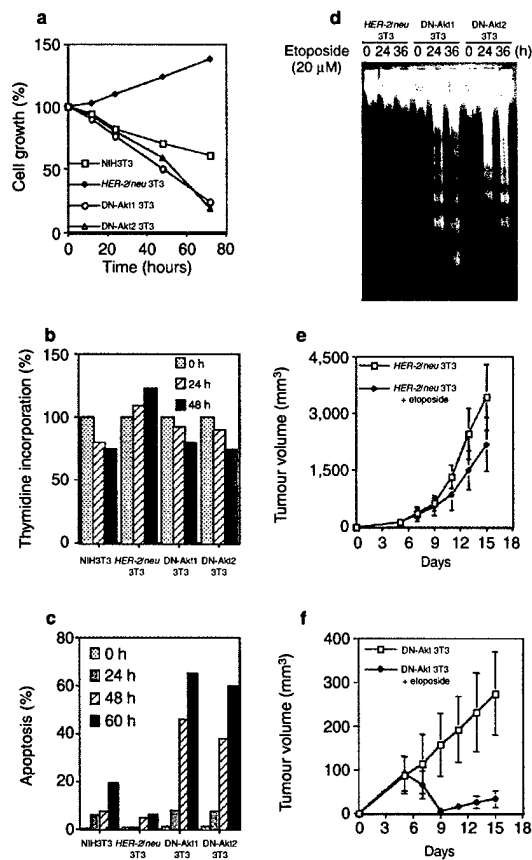 a
Cell growth (%)
150
100
50
0
NIH3T3
HER-2/neu 3T3
DN-Akt1 3T3
DN-Akt2 3T3
0 20 40 60 80
Time (hours)
b
Thymidine incorporation (%)
150
100
50
0
0 h
24 h
48 h
NIH3T3 HER-2/neu 3T3 DN-Akt1 3T3 DN-Akt2 3T3
c
Apoptosis (%)
80
60
40
20
0
0 h
24 h
48 h
60 h
NIH3T3 HER-2/neu 3T3 DN-Akt1 3T3 DN-Akt2 3T3
d
HER-2/neu 3T3 DN-Akt1 3T3 DN-Akt2 3T3
Etoposide 0 24 36 0 24 36 0 24 36 (h)
(20 µM)
e
Tumour volume (mm³)
4,500
3,000
1,500
0
HER-2/neu 3T3
HER-2/neu 3T3
+ etoposide
0 3 6 9 12 15 18
Days
f
Tumour volume (mm³)
400
300
200
100
0
DN-Akt 3T3
DN-Akt 3T3
+ etoposide
0 3 6 9 12 15 18
Days